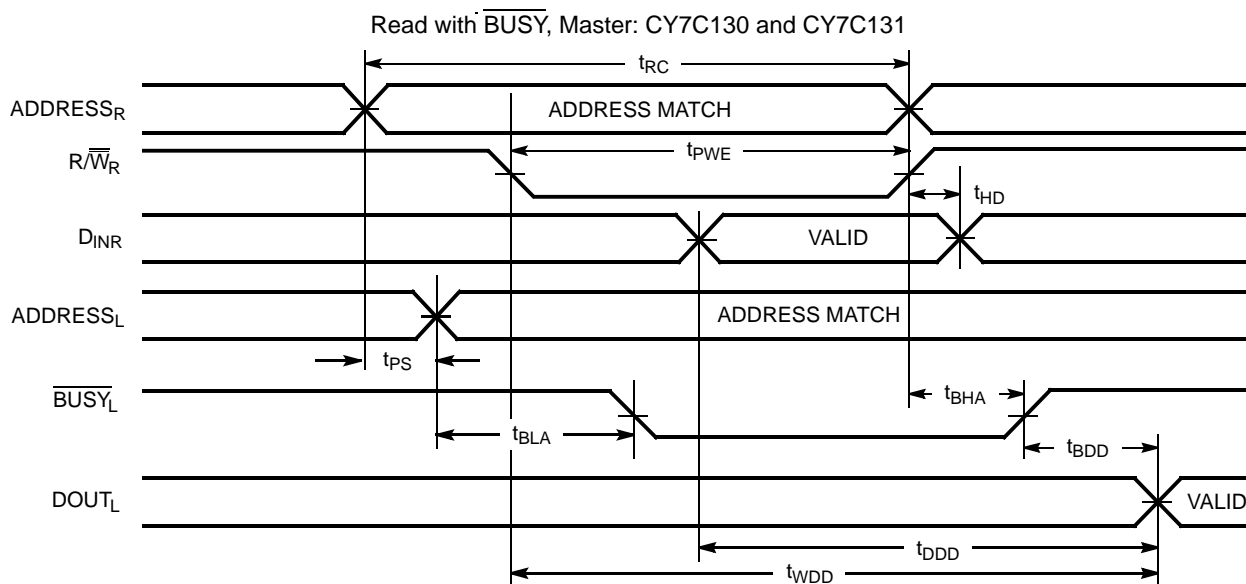 Read with BUSY, Master: CY7C130 and CY7C131
tRC
ADDRESSR
ADDRESS MATCH
R/WR
tPWE
tHD
DINR
VALID
ADDRESSL
ADDRESS MATCH
tPS
BUSYL
tBHA
tBLA
tBDD
DOUTL
VALID
tDDD
tWDD